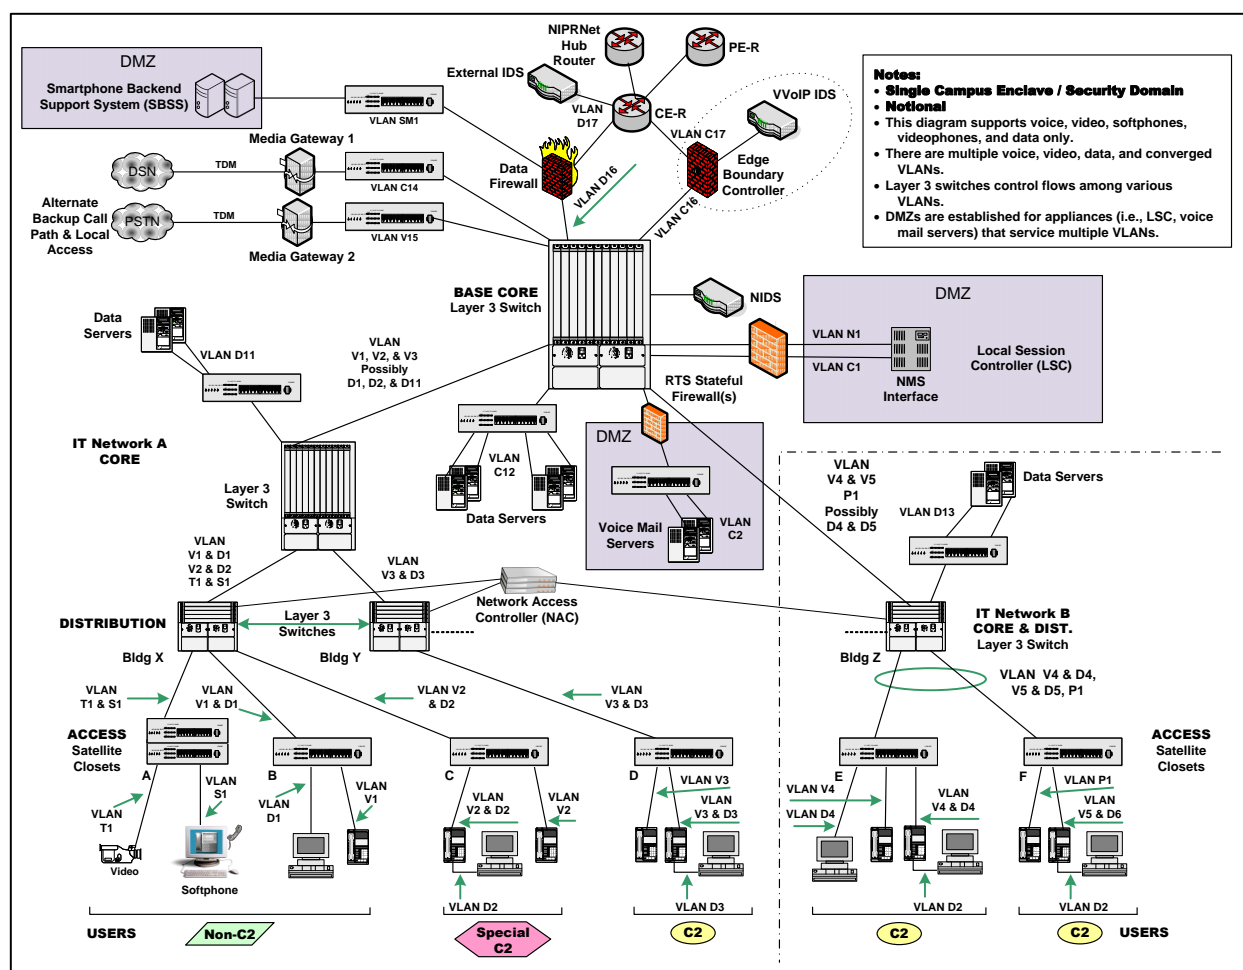 DMZ
Smartphone Backend
Support System (SBSS)
VLAN SM1
NIPRNet
Hub
Router
PE-R
External IDS
VLAN
D17
CE-R
VVoIP IDS
VLAN C17
Edge
Boundary
Controller
Data
Firewall
VLAN D16
VLAN C16
Notes:
• Single Campus Enclave / Security Domain
• Notional
• This diagram supports voice, video, softphones,
videophones, and data only.
• There are multiple voice, video, data, and converged
VLANs.
• Layer 3 switches control flows among various
VLANs.
• DMZs are established for appliances (i.e., LSC, voice
mail servers) that service multiple VLANs.
Media Gateway 1
DSN
TDM
VLAN C14
Alternate
Backup Call
Path & Local
Access
PSTN
TDM
VLAN V15
Media Gateway 2
BASE CORE
Layer 3 Switch
NIDS
DMZ
VLAN N1
VLAN C1
NMS
Interface
Local Session
Controller (LSC)
RTS Stateful
Firewall(s)
Data
Servers
VLAN D11
VLAN
V1, V2, & V3
Possibly
D1, D2, & D11
IT Network A
CORE
Layer 3
Switch
VLAN
C12
Data Servers
DMZ
Voice Mail
Servers
VLAN
C2
VLAN
V4 & V5
P1
Possibly
D4 & D5
Data Servers
VLAN D13
VLAN
V1 & D1
V2 & D2
T1 & S1
VLAN
V3 & D3
Network Access
Controller (NAC)
DISTRIBUTION
Layer 3
Switches
Bldg X
Bldg Y
Bldg Z
IT Network B
CORE & DIST.
Layer 3 Switch
VLAN
T1 & S1
VLAN
V1 & D1
VLAN V2
& D2
VLAN
V3 & D3
VLAN V4 & D4,
V5 & D5, P1
ACCESS
Satellite
Closets
A
B
C
D
E
F
ACCESS
Satellite
Closets
VLAN
T1
VLAN
S1
VLAN
D1
VLAN
V1
VLAN
V2 & D2
VLAN
V2
VLAN V3
VLAN
V3 & D3
VLAN V4
VLAN D4
VLAN
V4 & D4
VLAN P1
VLAN
V5 & D6
Video
Softphone
VLAN D2
VLAN D3
VLAN D2
VLAN D2
USERS
Non-C2
Special
C2
C2
C2
C2
USERS